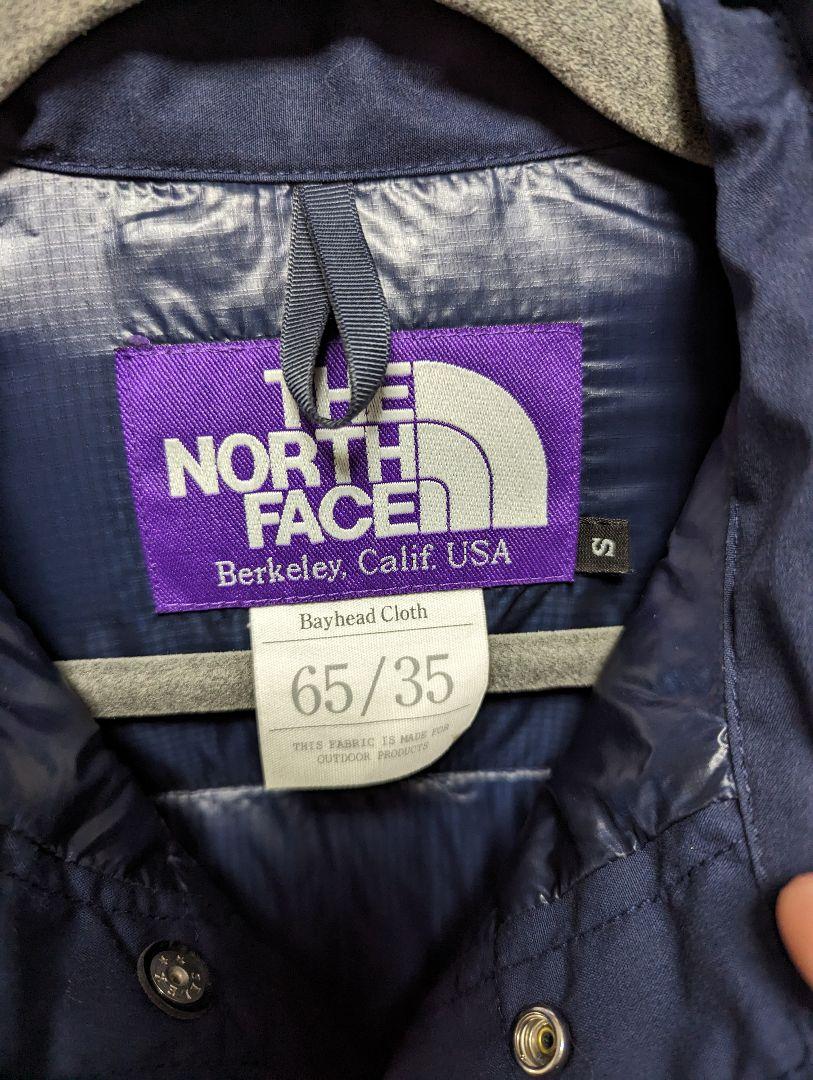 THE
NORTH
FACE
Berkeley, Calif. USA
S
Bayhead Cloth
65/35
THIS FABRIC IS MADE FOR
OUTDOOR PRODUCTS